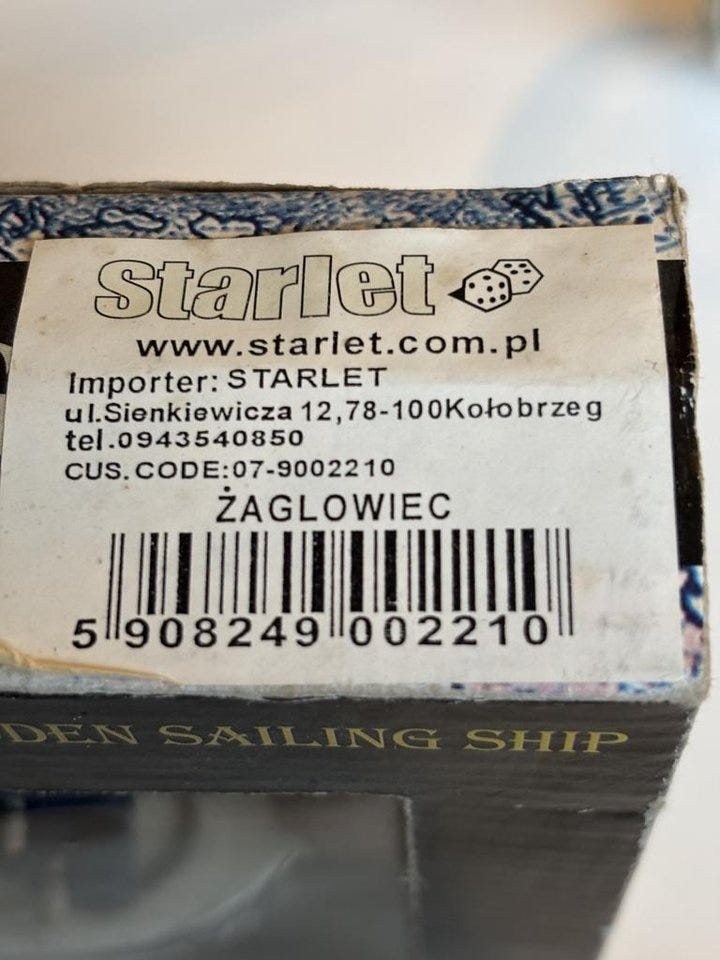 Starlet
www.starlet.com.pl
Importer: STARLET
ul.Sienkiewicza 12,78-100Kołobrzeg
tel.0943540850
CUS.CODE:07-9002210
ŻAGLOWIEC
5 908249 002210
SAILING SHIP